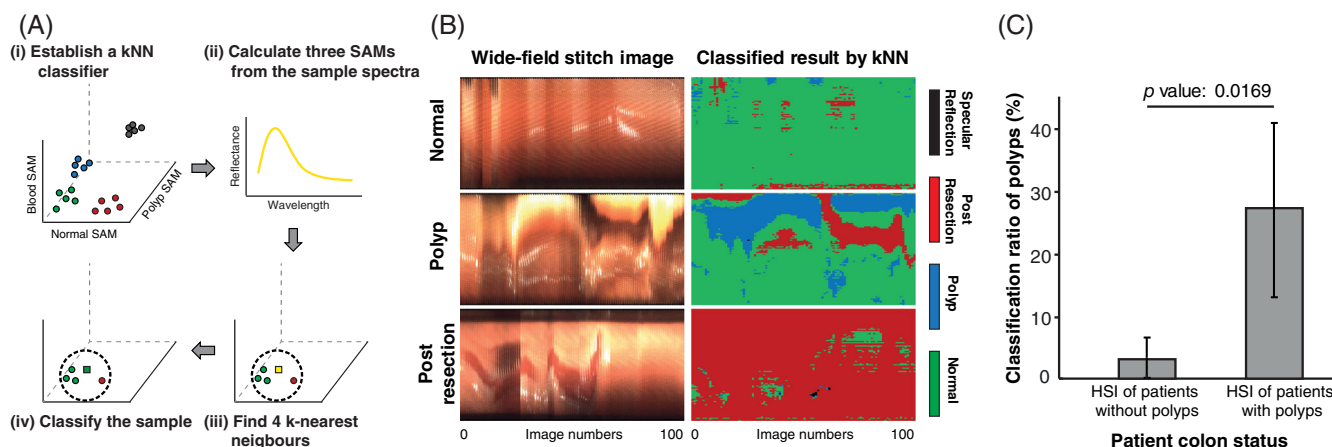 (A)
(i) Establish a kNN
classifier
(ii) Calculate three SAMs
from the sample spectra
Blood SAM
Polyp SAM
Normal SAM
Reflectance
Wavelength
(iv) Classify the sample
(iii) Find 4 k-nearest
neighbours
(B)
Wide-field stitch image
Classified result by kNN
Normal
Polyp
Post
resection
0 Image numbers 100
0 Image numbers 100
Specular
Reflection
Post
Resection
Polyp
Normal
(C)
p value: 0.0169
Classification ratio of polyps (%)
40
30
20
10
0
HSI of patients
without polyps
HSI of patients
with polyps
Patient colon status